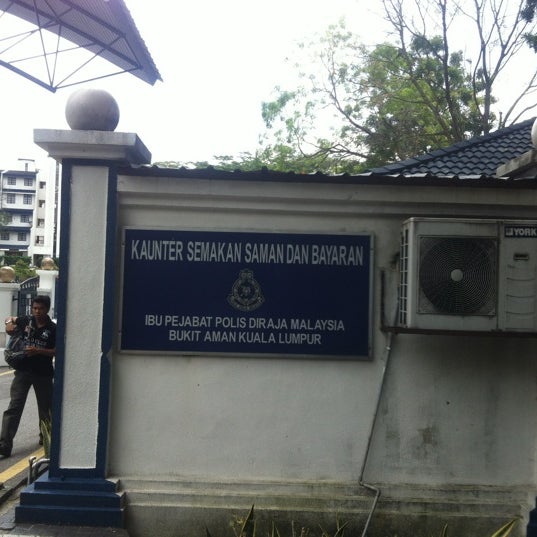 KAUNTER SEMAKAN SAMAN DAN BAYARAN
IBU PEJABAT POLIS DIRAJA MALAYSIA
BUKIT AMAN KUALA LUMPUR
YORK